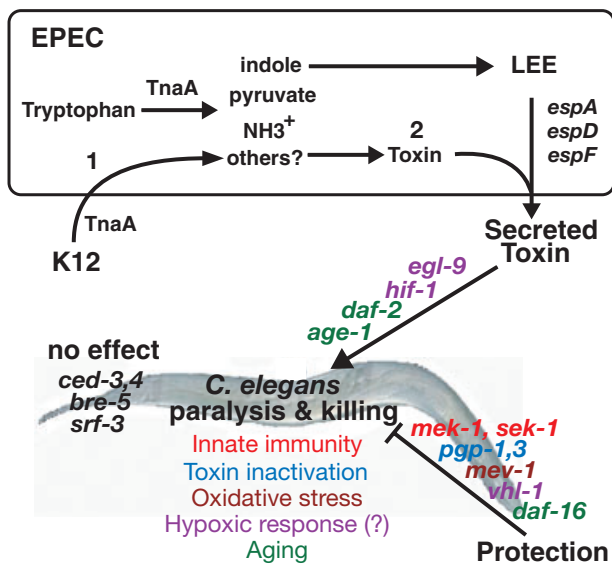 EPEC
Tryptophan
TnaA
indole
pyruvate
NH3+
others?
LEE
espA
espD
espF
1
2
Toxin
TnaA
K12
Secreted
Toxin
egl-9
hif-1
daf-2
age-1
no effect
ced-3,4
bre-5
srf-3
C. elegans
paralysis & killing
Innate immunity
Toxin inactivation
Oxidative stress
Hypoxic response (?)
Aging
mek-1, sek-1
pgp-1,3
mev-1
vhl-1
daf-16
Protection